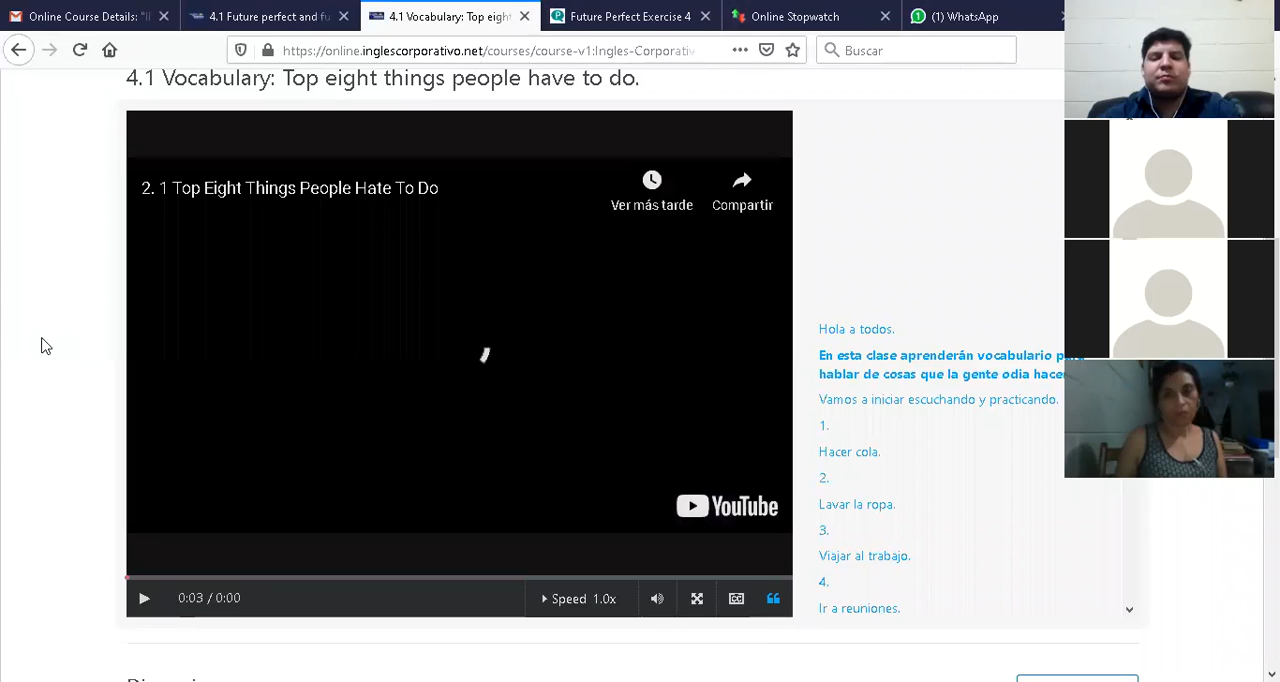 Online Course Details: "I
4.1 Future perfect and fu
4.1 Vocabulary: Top eight
Future Perfect Exercise 4
Online Stopwatch
(1) WhatsApp
https://online.inglescorporativo.net/courses/course-v1:Ingles-Corporativ
Buscar
4.1 Vocabulary: Top eight things people have to do.
2. 1 Top Eight Things People Hate To Do
Ver más tarde
Compartir
YouTube
0:03 / 0:00
Speed 1.0x
Hola a todos.
En esta clase aprenderán vocabulario para
hablar de cosas que la gente odia hacer
Vamos a iniciar escuchando y practicando.
1.
Hacer cola.
2.
Lavar la ropa.
3.
Viajar al trabajo.
4.
Ir a reuniones.